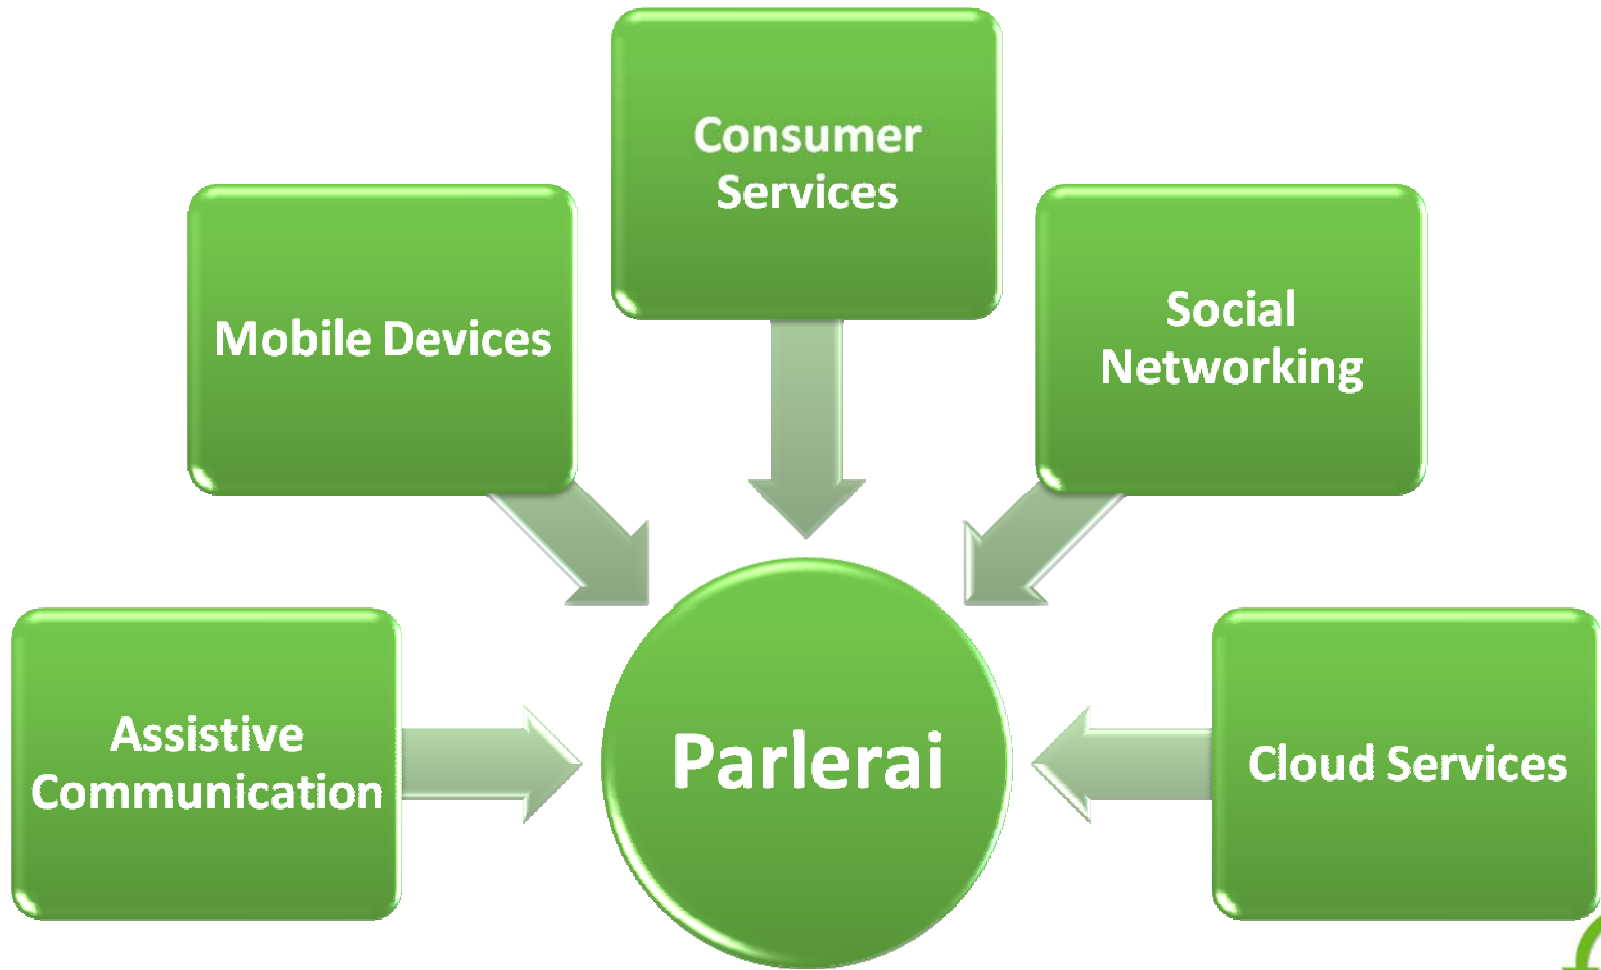 Consumer
Services
Mobile Devices
Social
Networking
Assistive
Communication
Parlerai
Cloud Services